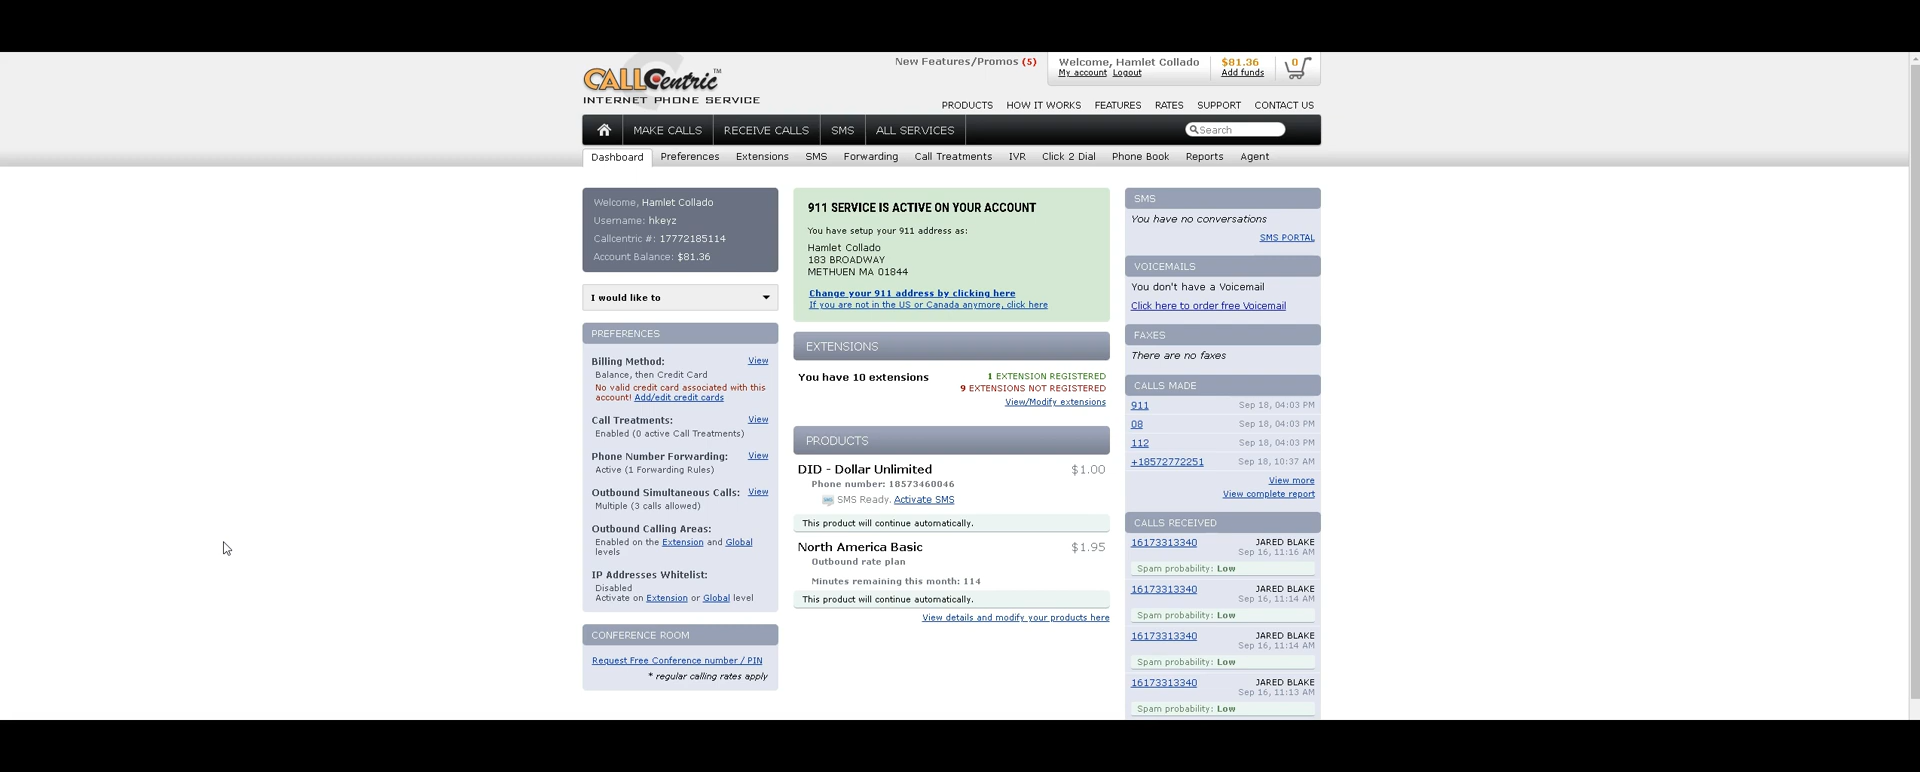 New Features/Promos (5)
Welcome, Hamlet Collado
My account Logout
$81.36
Add funds
0
CALLCentric™
INTERNET PHONE SERVICE
PRODUCTS HOW IT WORKS FEATURES RATES SUPPORT CONTACT US
MAKE CALLS RECEIVE CALLS SMS ALL SERVICES
Search
Dashboard Preferences Extensions SMS Forwarding Call Treatments IVR Click 2 Dial Phone Book Reports Agent
Welcome, Hamlet Collado
Username: hkeyz
Callcentric #: 17772185114
Account Balance: $81.36
I would like to
PREFERENCES
Billing Method: View
Balance, then Credit Card
No valid credit card associated with this
account! Add/edit credit cards
Call Treatments: View
Enabled (0 active Call Treatments)
Phone Number Forwarding: View
Active (1 Forwarding Rules)
Outbound Simultaneous Calls: View
Multiple (3 calls allowed)
Outbound Calling Areas:
Enabled on the Extension and Global
levels
IP Addresses Whitelist:
Disabled
Activate on Extension or Global level
CONFERENCE ROOM
Request Free Conference number / PIN
* regular calling rates apply
911 SERVICE IS ACTIVE ON YOUR ACCOUNT
You have setup your 911 address as:
Hamlet Collado
183 BROADWAY
METHUEN MA 01844
Change your 911 address by clicking here
If you are not in the US or Canada anymore, click here
EXTENSIONS
You have 10 extensions
1 EXTENSION REGISTERED
9 EXTENSIONS NOT REGISTERED
View/Modify extensions
PRODUCTS
DID - Dollar Unlimited $1.00
Phone number: 18573460046
SMS Ready. Activate SMS
This product will continue automatically.
North America Basic $1.95
Outbound rate plan
Minutes remaining this month: 114
This product will continue automatically.
View details and modify your products here
SMS
You have no conversations
SMS PORTAL
VOICEMAILS
You don't have a Voicemail
Click here to order free Voicemail
FAXES
There are no faxes
CALLS MADE
911 Sep 18, 04:03 PM
08 Sep 18, 04:03 PM
112 Sep 18, 04:03 PM
+18572772251 Sep 18, 10:37 AM
View more
View complete report
CALLS RECEIVED
16173313340 JARED BLAKE
Sep 16, 11:16 AM
Spam probability: Low
16173313340 JARED BLAKE
Sep 16, 11:14 AM
Spam probability: Low
16173313340 JARED BLAKE
Sep 16, 11:14 AM
Spam probability: Low
16173313340 JARED BLAKE
Sep 16, 11:13 AM
Spam probability: Low